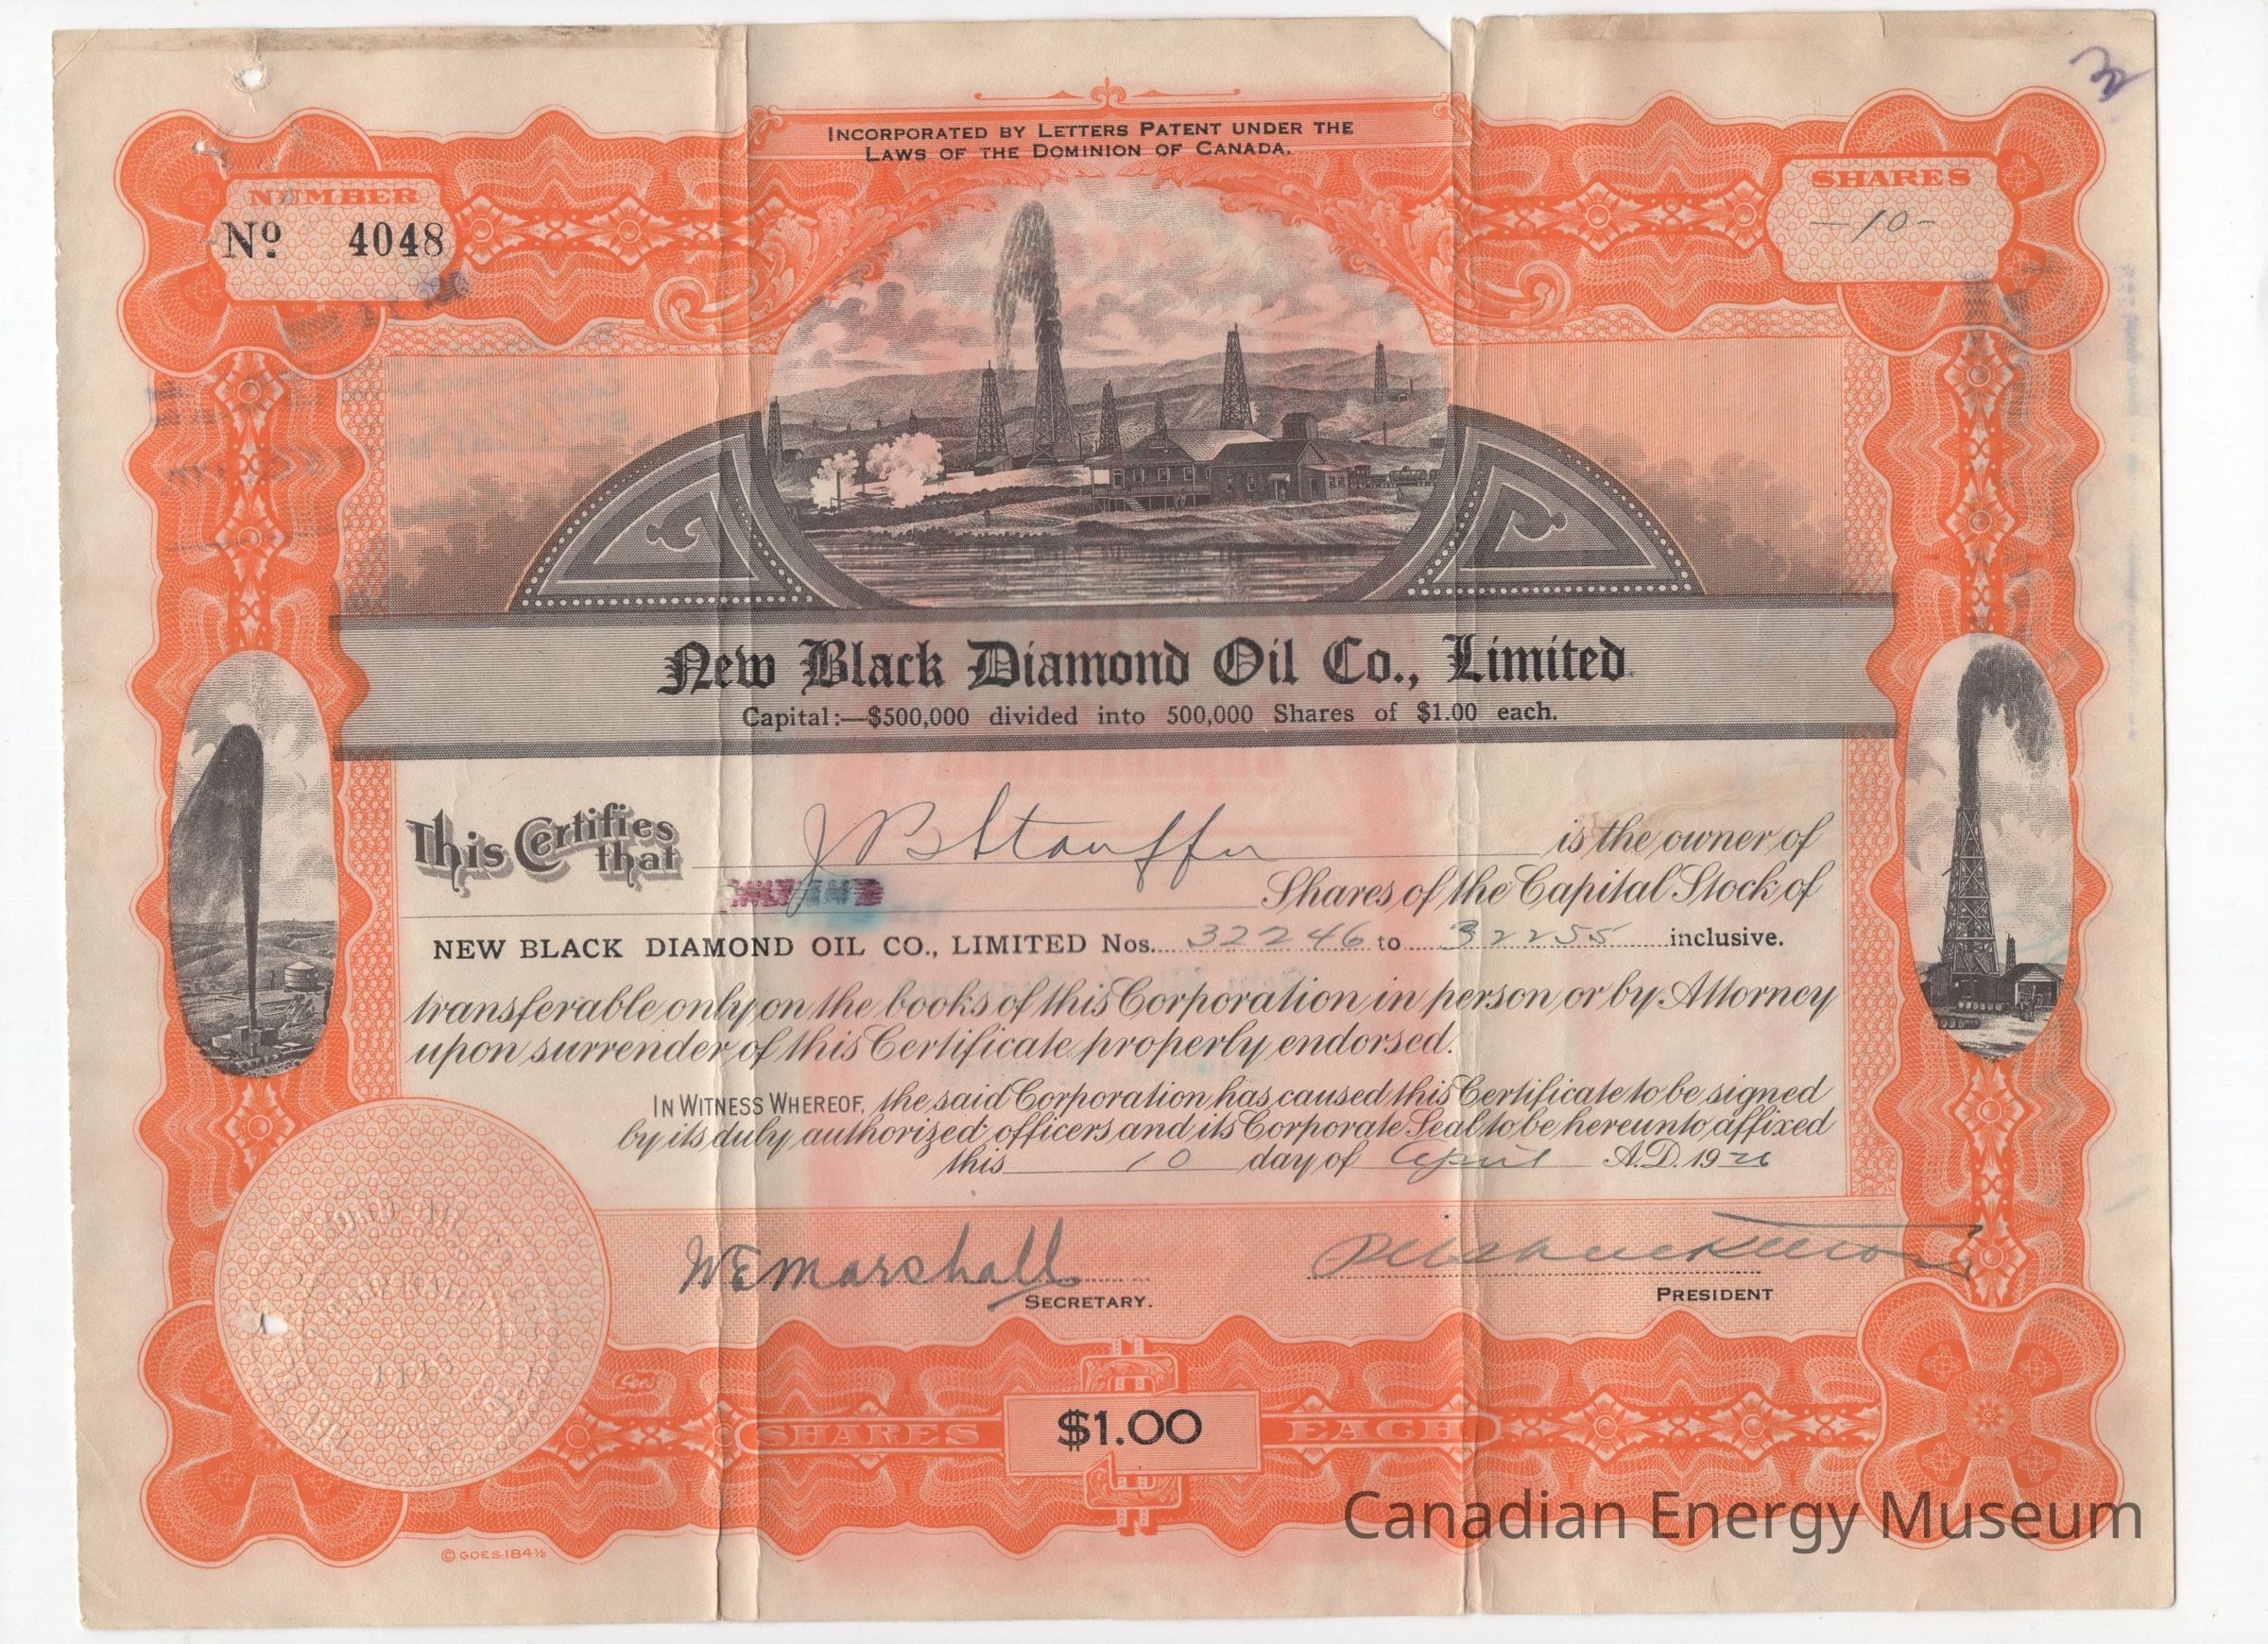 INCORPORATED BY LETTERS PATENT UNDER THE
LAWS OF THE DOMINION OF CANADA.
NUMBER
Nº 4048
SHARES
-10-
New Black Diamond Oil Co., Limited
Capital:—$500,000 divided into 500,000 Shares of $1.00 each.
This Certifies that J B Stauffer is the owner of
Shares of the Capital Stock of
NEW BLACK DIAMOND OIL CO., LIMITED Nos. 32246 to 32255 inclusive.
transferable only on the books of this Corporation in person or by Attorney
upon surrender of this Certificate properly endorsed.
IN WITNESS WHEREOF, the said Corporation has caused this Certificate to be signed
by its duly authorized officers and its Corporate Seal to be hereunto affixed
this 10 day of April A.D. 1926
W E Marshall
SECRETARY.
PRESIDENT
Goes
SHARES $1.00 EACH
© GOES 184½
Canadian Energy Museum